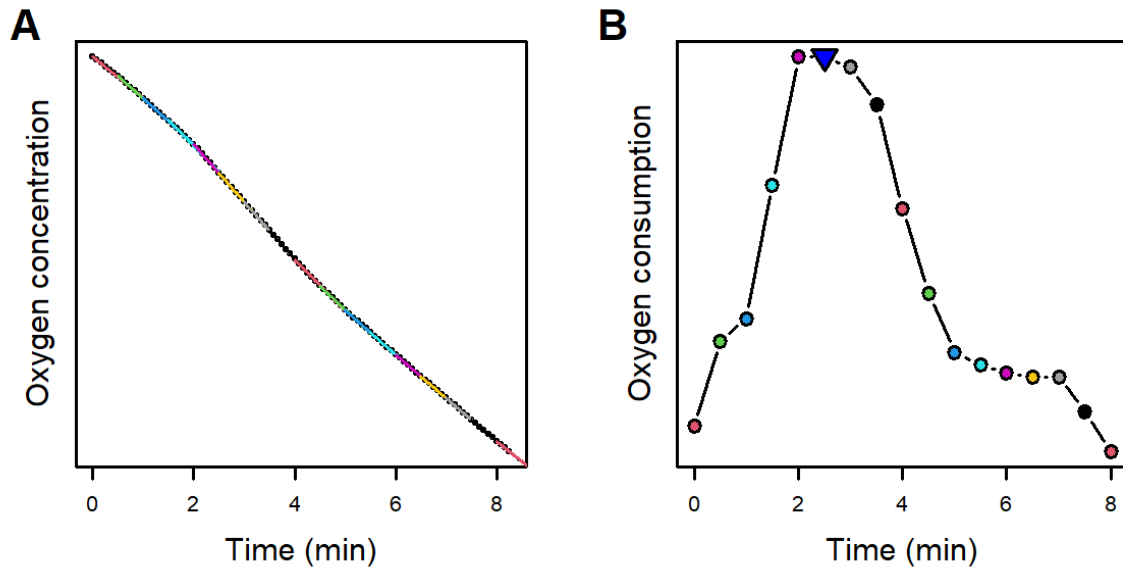 A
Oxygen concentration
0 2 4 6 8
Time (min)
B
Oxygen consumption
0 2 4 6 8
Time (min)